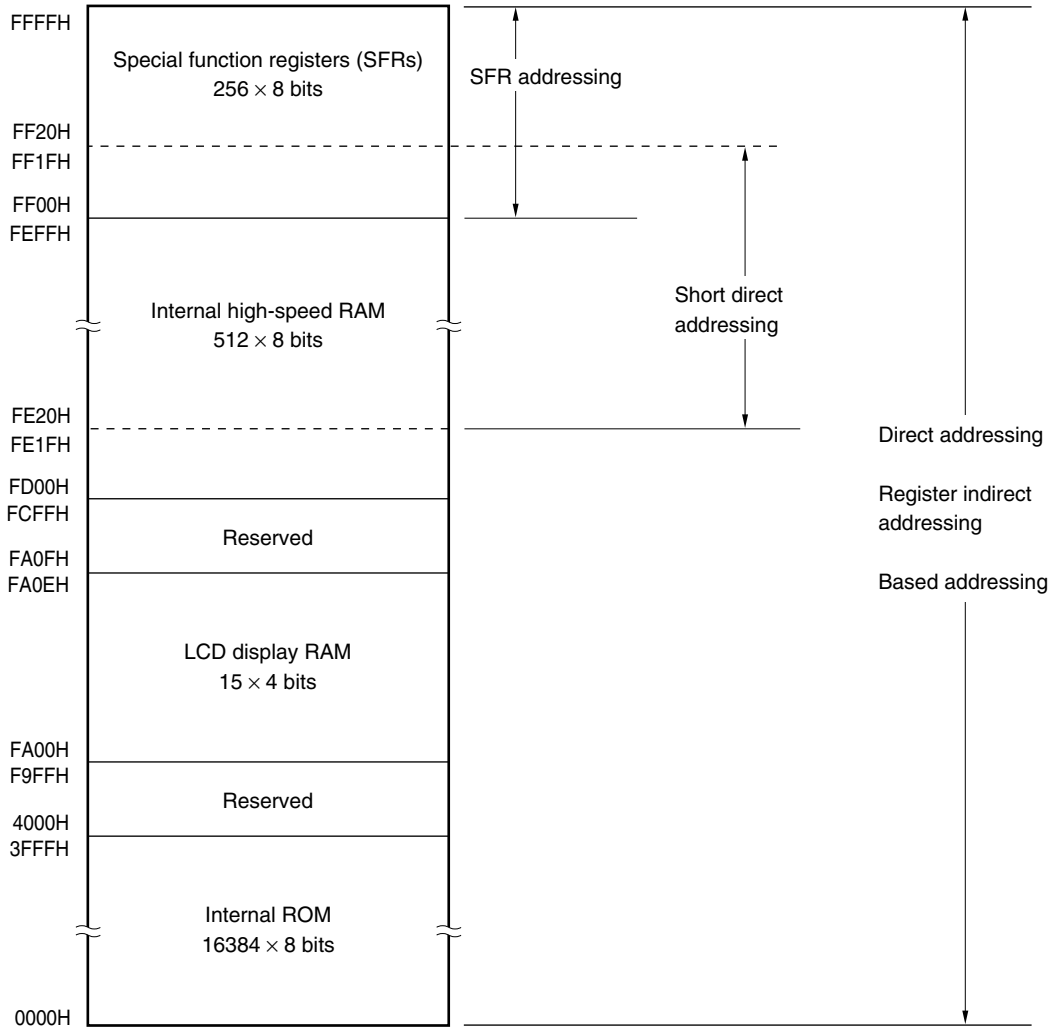 FFFFH
Special function registers (SFRs)
256 × 8 bits
SFR addressing
FF20H
FF1FH
FF00H
FEFFH
Internal high-speed RAM
512 × 8 bits
Short direct
addressing
FE20H
FE1FH
Direct addressing
FD00H
FCFFH
Register indirect
addressing
Reserved
FA0FH
FA0EH
Based addressing
LCD display RAM
15 × 4 bits
FA00H
F9FFH
Reserved
4000H
3FFFH
Internal ROM
16384 × 8 bits
0000H